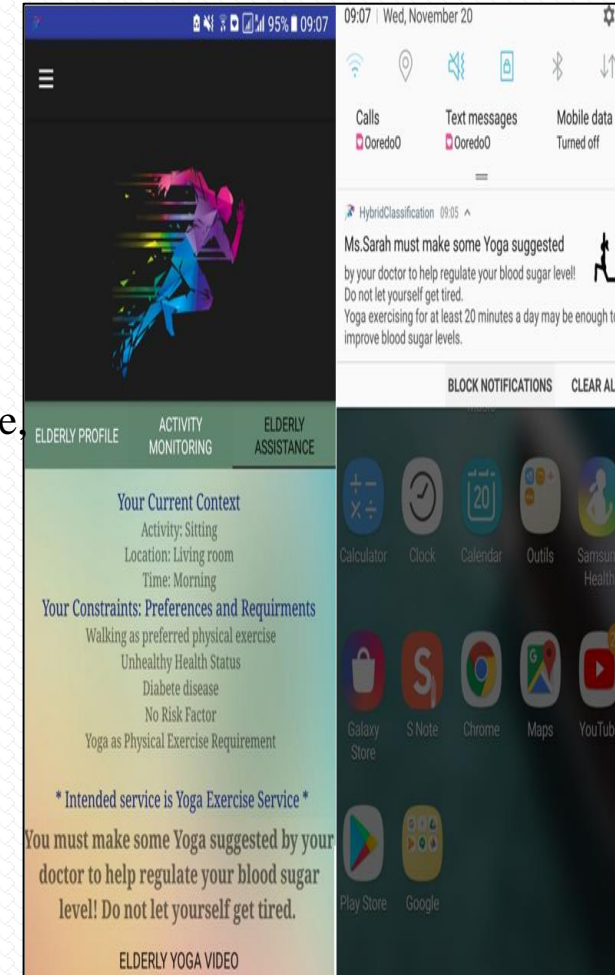 95% 09:07
ELDERLY PROFILE
ACTIVITY MONITORING
ELDERLY ASSISTANCE
Your Current Context
Activity: Sitting
Location: Living room
Time: Morning
Your Constraints: Preferences and Requirments
Walking as preferred physical exercise
Unhealthy Health Status
Diabete disease
No Risk Factor
Yoga as Physical Exercise Requirement
* Intended service is Yoga Exercise Service *
You must make some Yoga suggested by your
doctor to help regulate your blood sugar
level! Do not let yourself get tired.
ELDERLY YOGA VIDEO
09:07 | Wed, November 20
Calls
OoredoO
Text messages
OoredoO
Mobile data
Turned off
HybridClassification 09:05
Ms.Sarah must make some Yoga suggested
by your doctor to help regulate your blood sugar level!
Do not let yourself get tired.
Yoga exercising for at least 20 minutes a day may be enough to
improve blood sugar levels.
BLOCK NOTIFICATIONS CLEAR AL
Calculator
Clock
20
Calendar
Outils
Samsun
Health
Galaxy
Store
S
S Note
Chrome
Maps
YouTub
Play Store
Google
e,